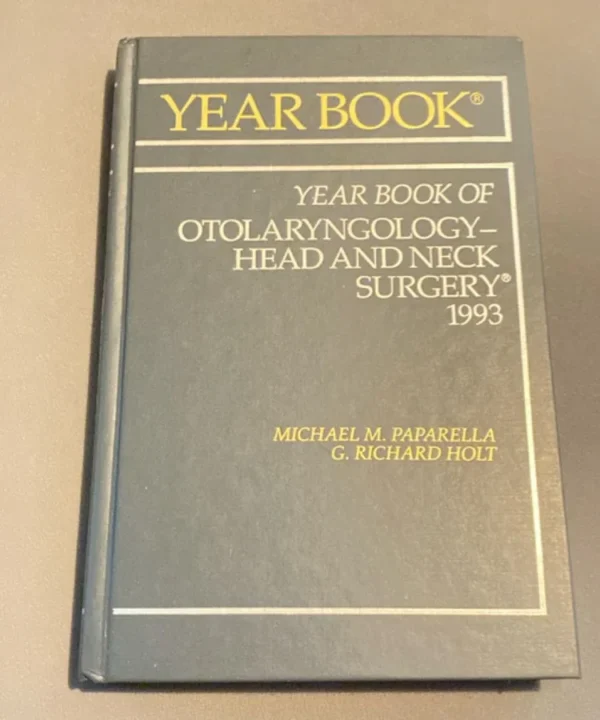 YEAR BOOK®
YEAR BOOK OF
OTOLARYNGOLOGY–
HEAD AND NECK
SURGERY®
1993
MICHAEL M. PAPARELLA
G. RICHARD HOLT